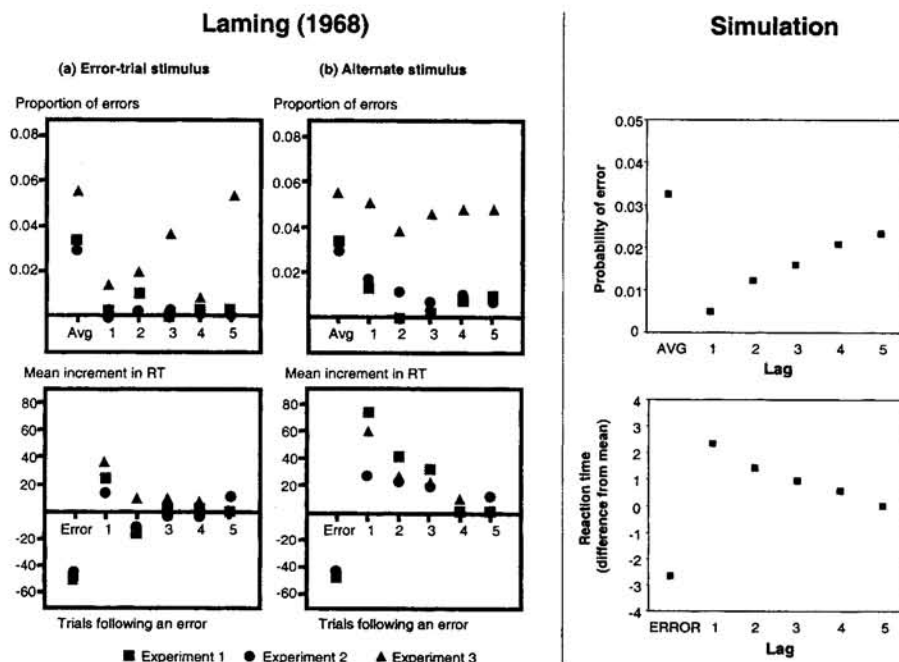 Laming (1968)
Simulation
(a) Error-trial stimulus
(b) Alternate stimulus
Proportion of errors
Proportion of errors
0.08
0.06
0.04
0.02
Avg 1 2 3 4 5
0.08
0.06
0.04
0.02
Avg 1 2 3 4 5
Mean increment in RT
Mean increment in RT
80
60
40
20
-20
-40
-60
Error 1 3 4 5
Trials following an error
80
60
40
20
-20
-40
-60
Error 1 2 3 4 5
Trials following an error
■ Experiment 1 ● Experiment 2 ▲ Experiment 3
Probability of error
0.05
0.04
0.03
0.02
0.01
0
AVG 1 2 3 4 5
Lag
Reaction time
(difference from mean)
4
3
2
1
0
-1
-2
-3
-4
ERROR 1 2 3 4 5
Lag